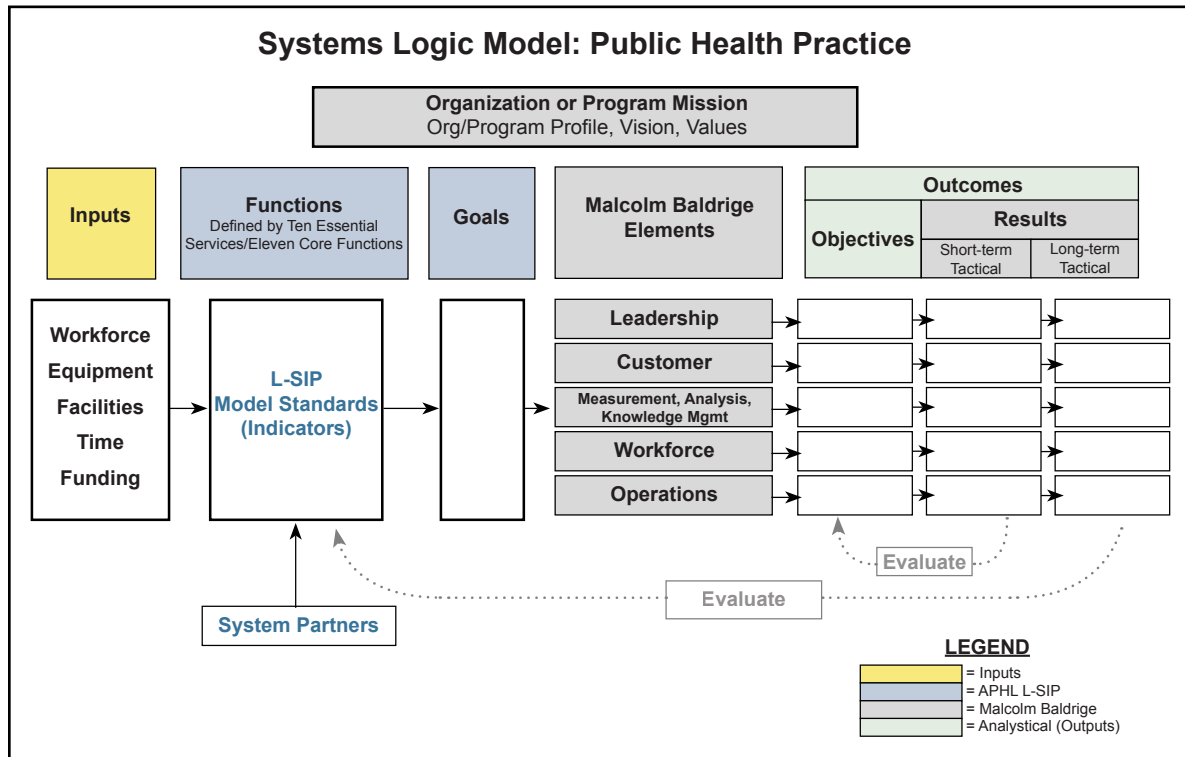 Systems Logic Model: Public Health Practice
Organization or Program Mission
Org/Program Profile, Vision, Values
Inputs
Functions
Defined by Ten Essential
Services/Eleven Core Functions
Goals
Malcolm Baldrige
Elements
Outcomes
Objectives
Results
Short-term
Tactical
Long-term
Tactical
Workforce
Equipment
Facilities
Time
Funding
L-SIP
Model Standards
(Indicators)
Leadership
Customer
Measurement, Analysis,
Knowledge Mgmt
Workforce
Operations
Evaluate
Evaluate
System Partners
LEGEND
= Inputs
= APHL L-SIP
= Malcolm Baldrige
= Analystical (Outputs)